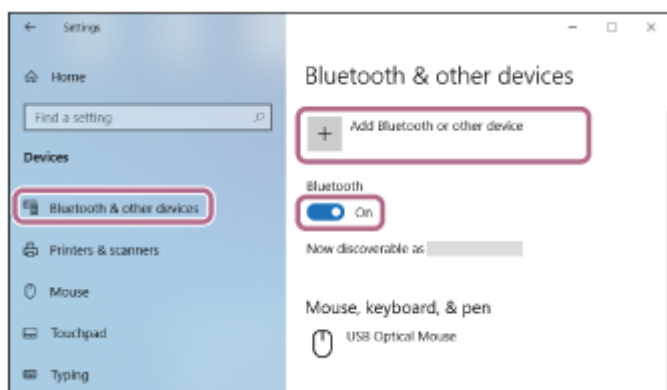 Settings
Home
Find a setting
Devices
Bluetooth & other devices
Printers & scanners
Mouse
Touchpad
Typing
Bluetooth & other devices
Add Bluetooth or other device
Bluetooth
On
Now discoverable as
Mouse, keyboard, & pen
USB Optical Mouse